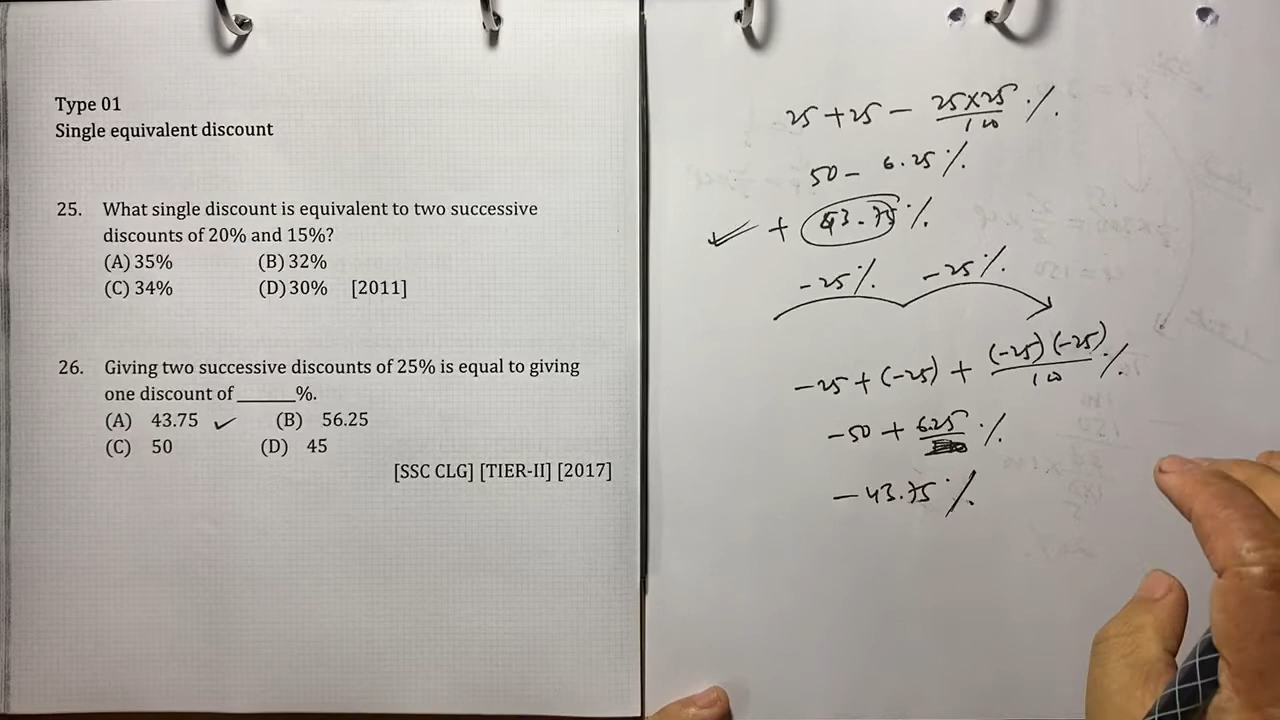 Type 01
Single equivalent discount
25. What single discount is equivalent to two successive
discounts of 20% and 15%?
(A) 35% (B) 32%
(C) 34% (D) 30% [2011]
26. Giving two successive discounts of 25% is equal to giving
one discount of ______%.
(A) 43.75 ✓ (B) 56.25
(C) 50 (D) 45
[SSC CLG] [TIER-II] [2017]
25 + 25 - 25×25/100 %
50 - 6.25 %
✓ + 43.75 %
-25% -25%
-25 + (-25) + (-25)(-25)/100 %
-50 + 6.25 %
-43.75 %